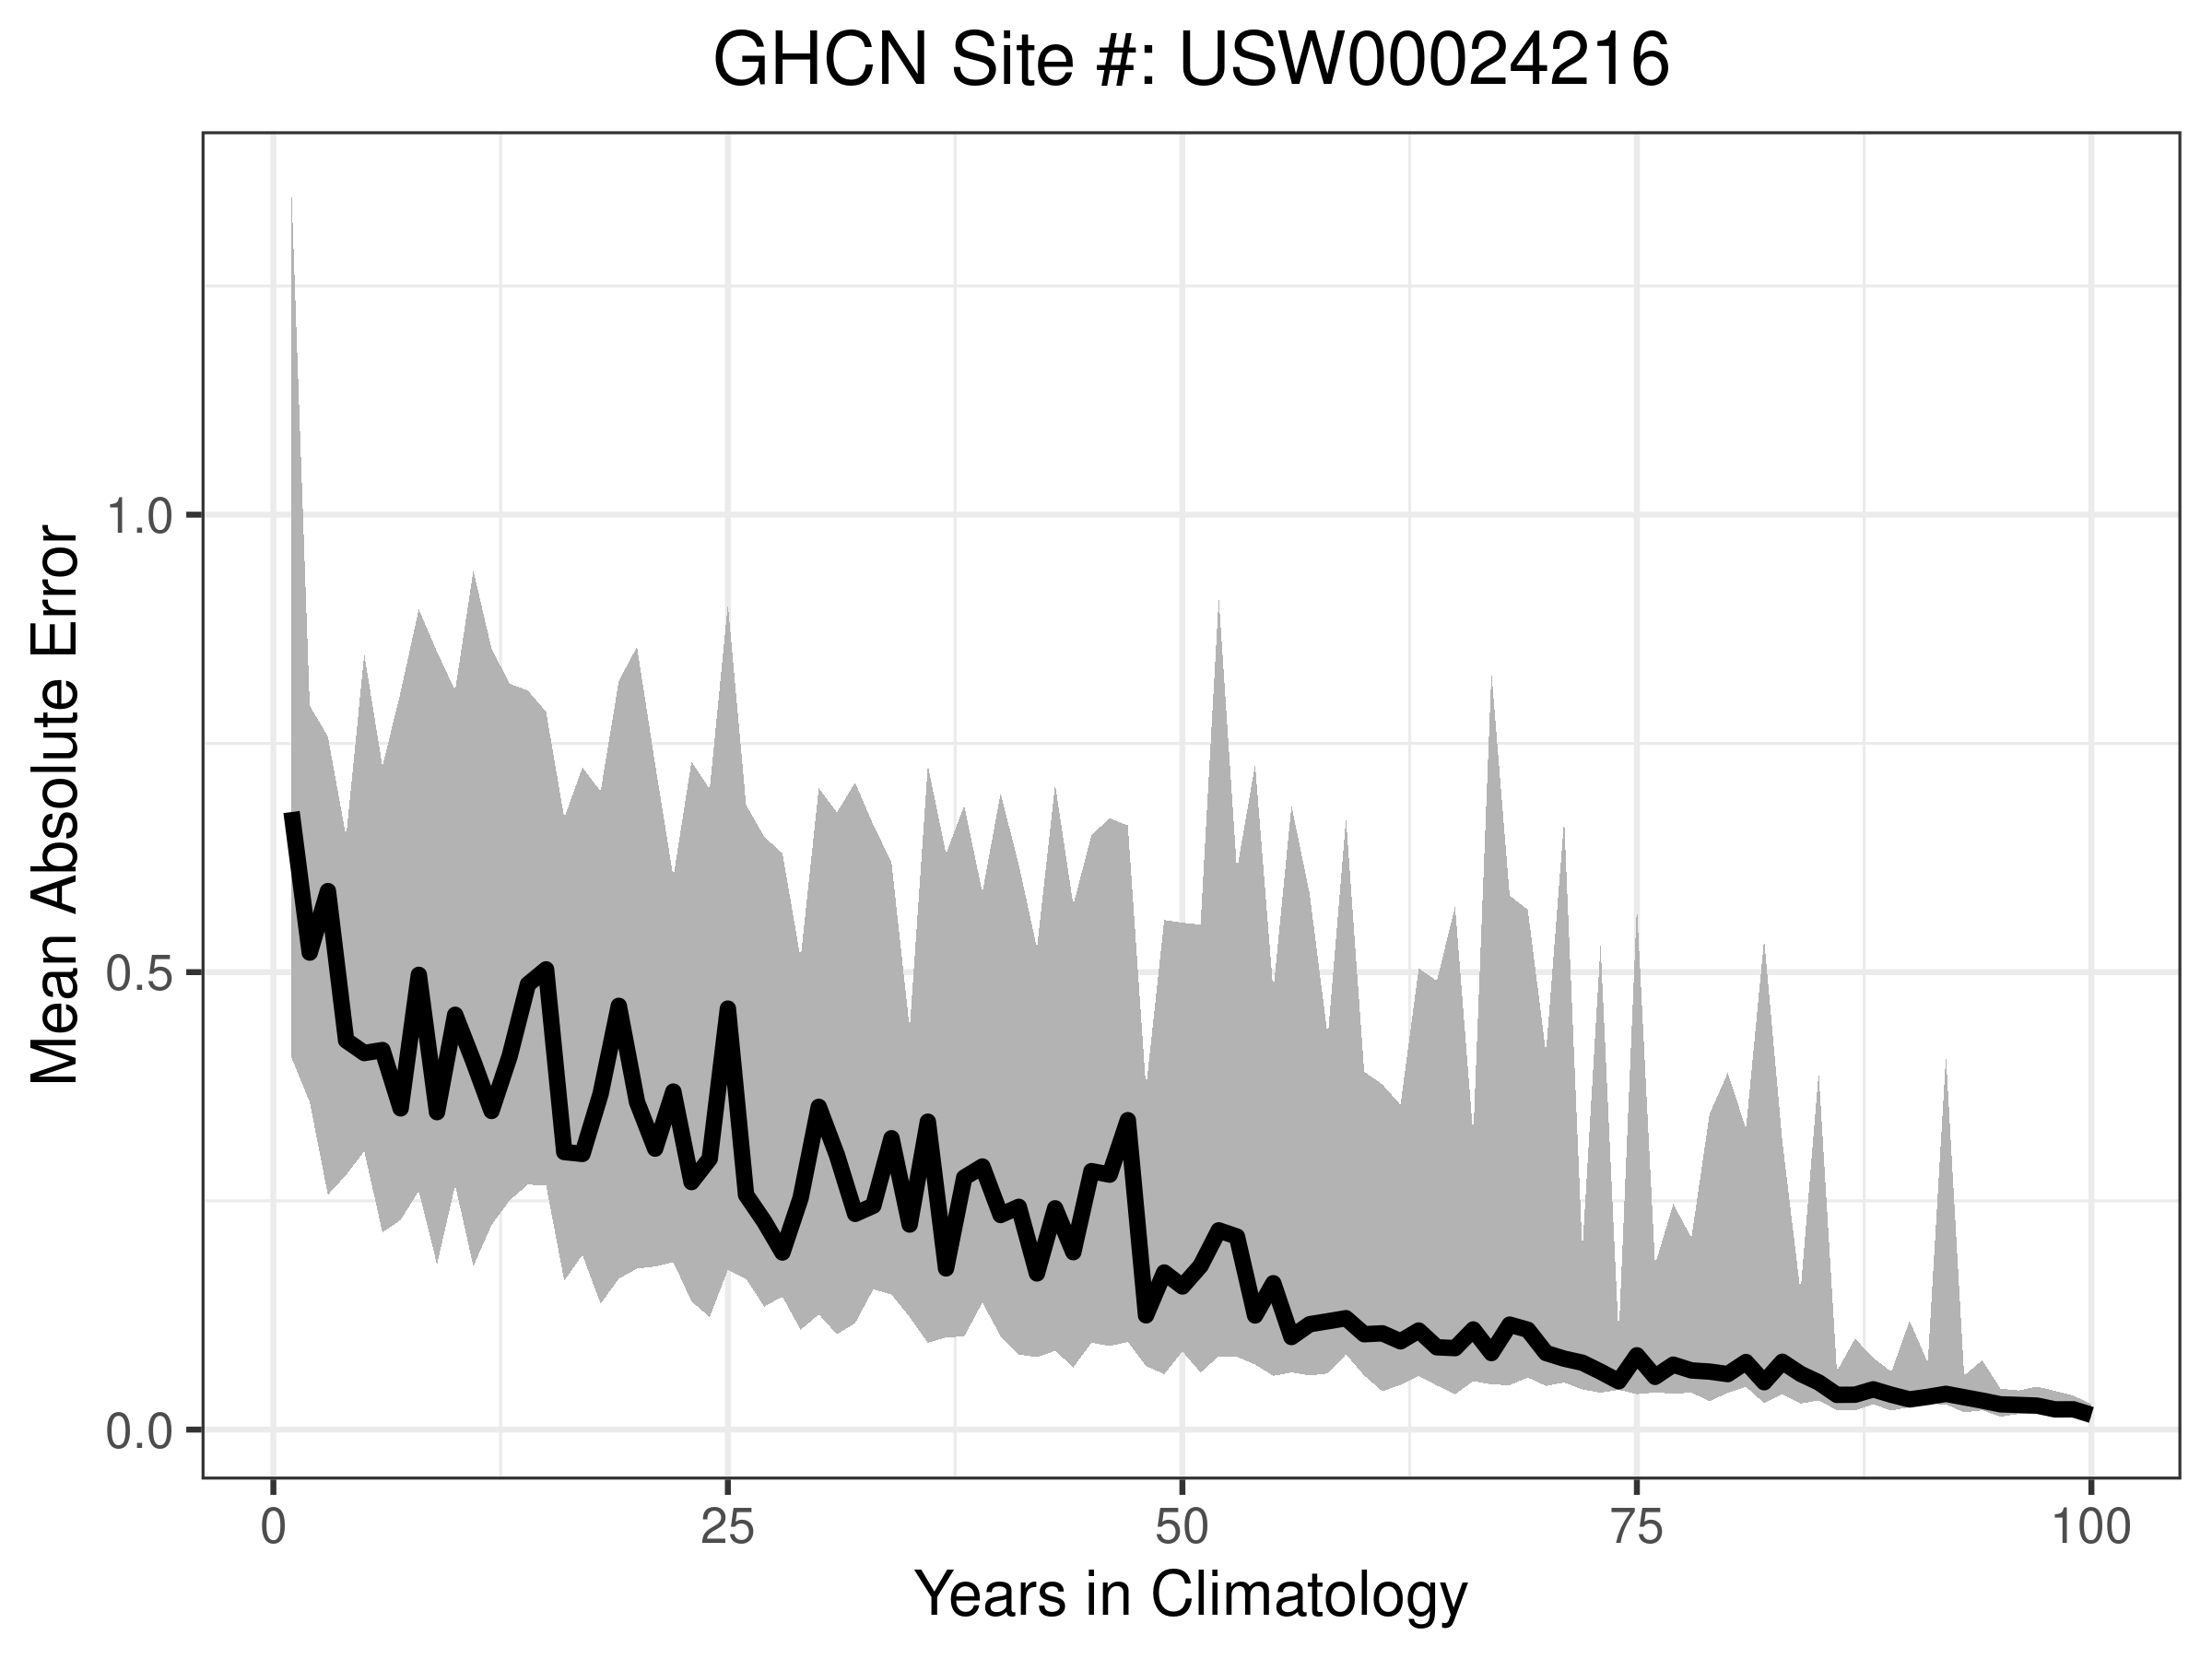 GHCN Site #: USW00024216
Mean Absolute Error
1.0
0.5
0.0
0 25 50 75 100
Years in Climatology